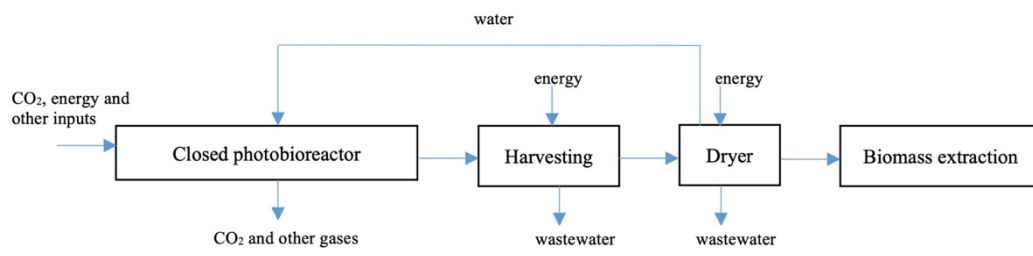 water
energy
energy
CO₂, energy and
other inputs
Closed photobioreactor
Harvesting
Dryer
Biomass extraction
CO₂ and other gases
wastewater
wastewater